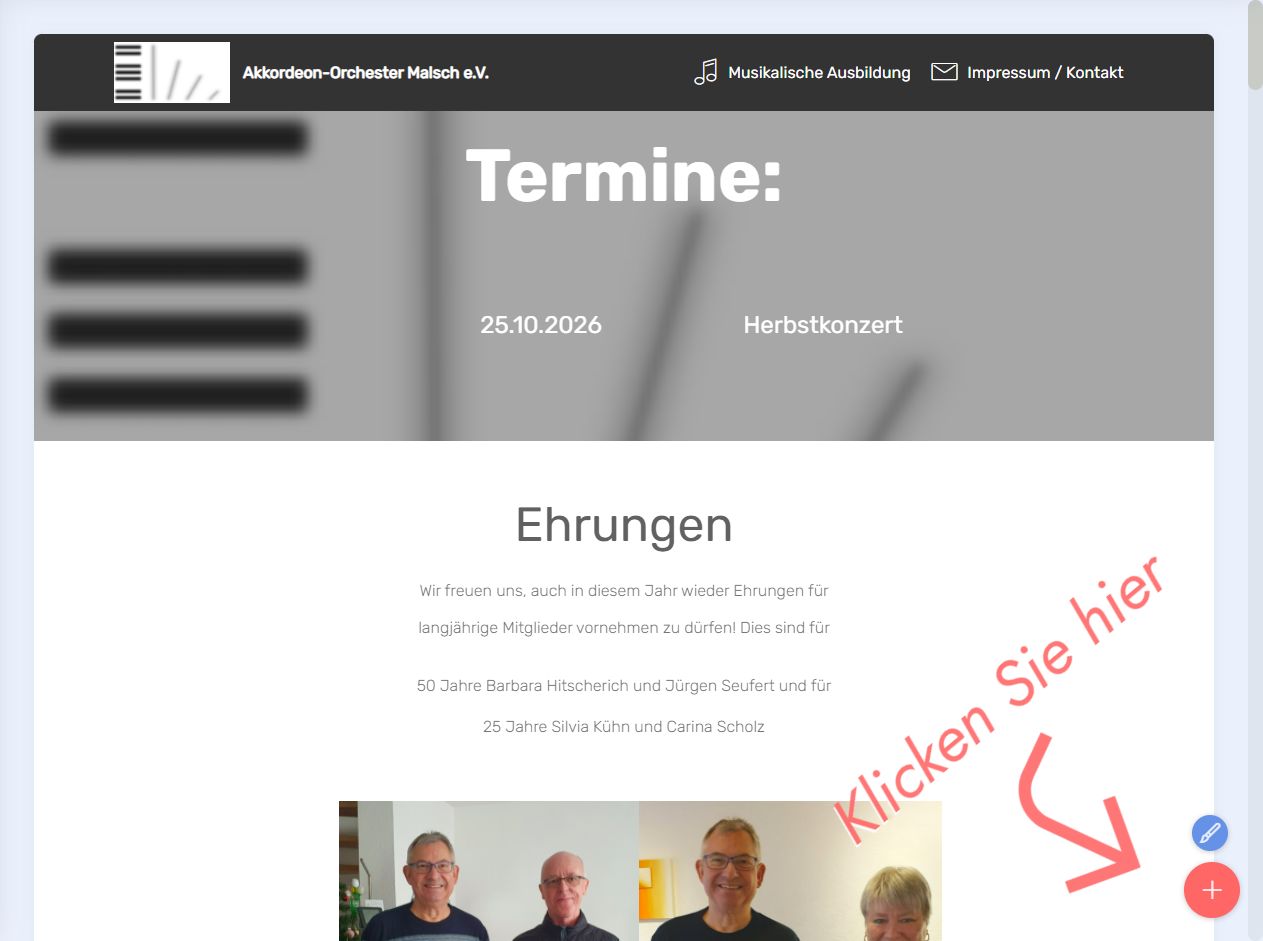 Akkordeon-Orchester Malsch e.V.
Musikalische Ausbildung
Impressum / Kontakt
Termine:
25.10.2026
Herbstkonzert
Ehrungen
Wir freuen uns, auch in diesem Jahr wieder Ehrungen für
langjährige Mitglieder vornehmen zu dürfen! Dies sind für
50 Jahre Barbara Hitscherich und Jürgen Seufert und für
25 Jahre Silvia Kühn und Carina Scholz
Klicken Sie hier